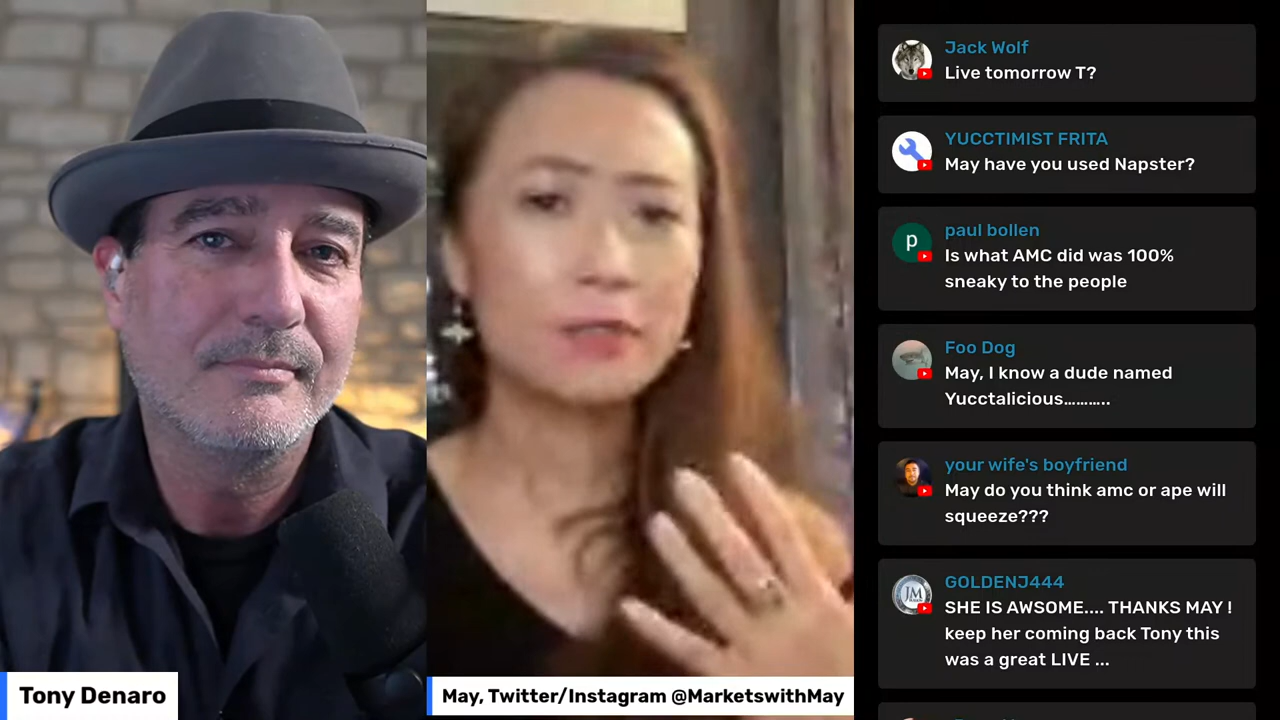 Tony Denaro
May, Twitter/Instagram @MarketswithMay
Jack Wolf
Live tomorrow T?
YUCCTIMIST FRITA
May have you used Napster?
p
paul bollen
Is what AMC did was 100%
sneaky to the people
Foo Dog
May, I know a dude named
Yucctalicious………..
your wife's boyfriend
May do you think amc or ape will
squeeze???
JM
GOLDENJ444
SHE IS AWSOME.... THANKS MAY !
keep her coming back Tony this
was a great LIVE ...